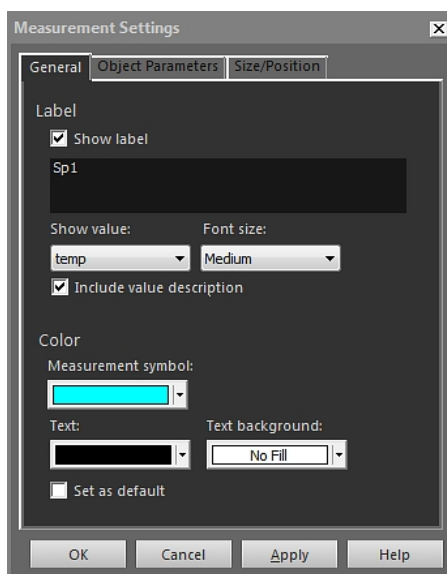 Measurement Settings
General Object Parameters Size/Position
Label
Show label
Sp1
Show value: Font size:
temp Medium
Include value description
Color
Measurement symbol:
Text: Text background:
No Fill
Set as default
OK Cancel Apply Help